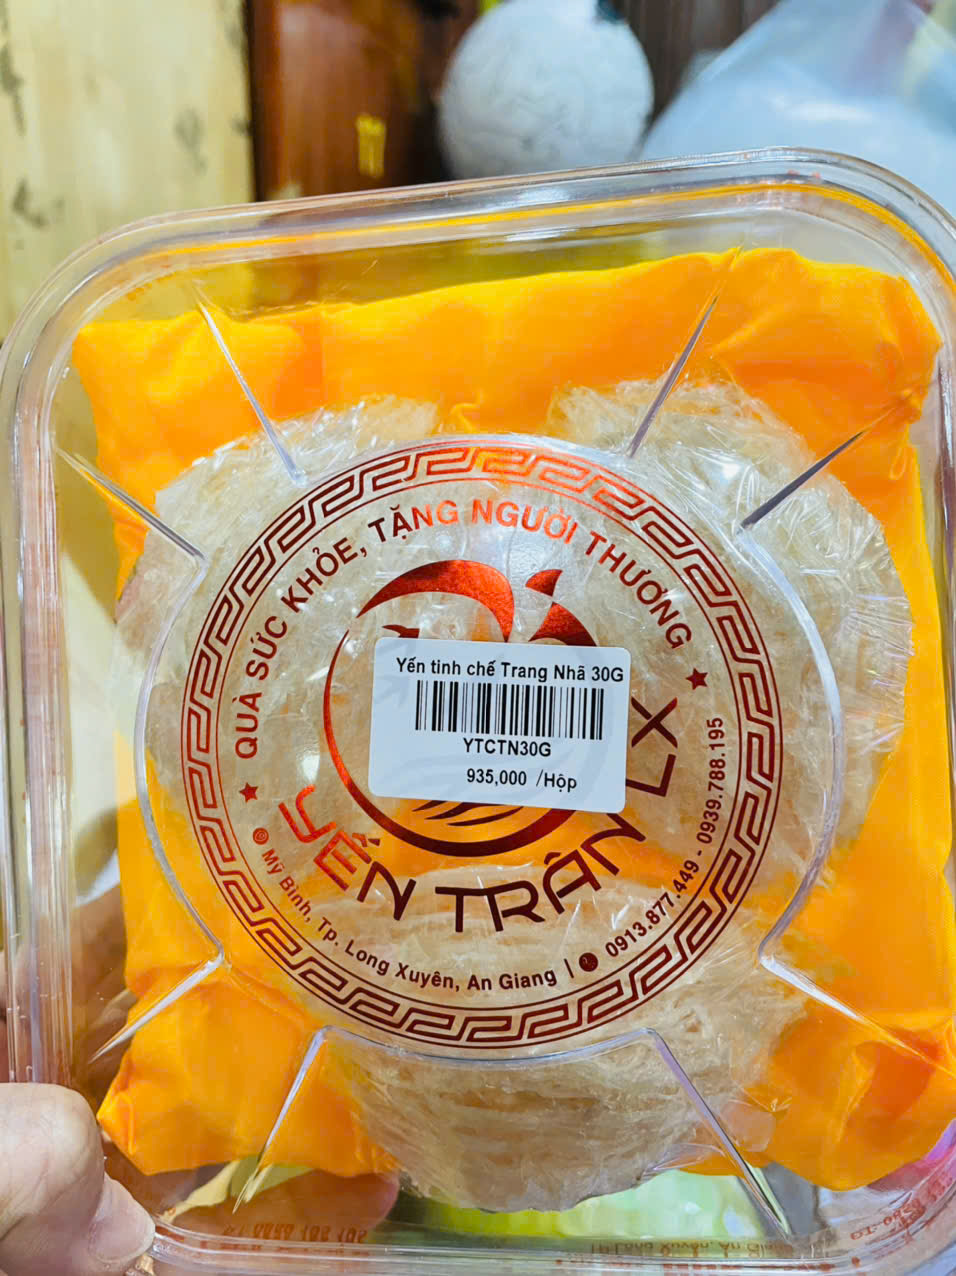 QUÀ SỨC KHỎE, TẶNG NGƯỜI THƯƠNG
Yến tinh chế Trang Nhã 30G
YTCTN30G
935,000 /Hộp
YẾN TRÂN LX
Mỹ Bình, Tp. Long Xuyên, An Giang | 0913.877.449 - 0939.788.195